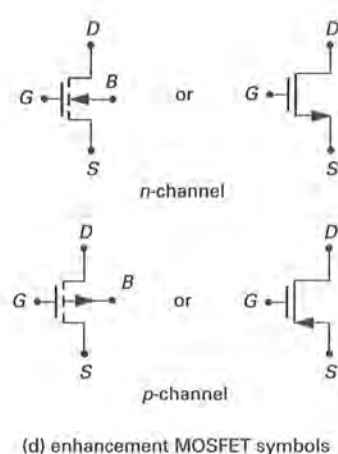 D D
G B or G
S S
n-channel
D D
G B or G
S S
p-channel
(d) enhancement MOSFET symbols